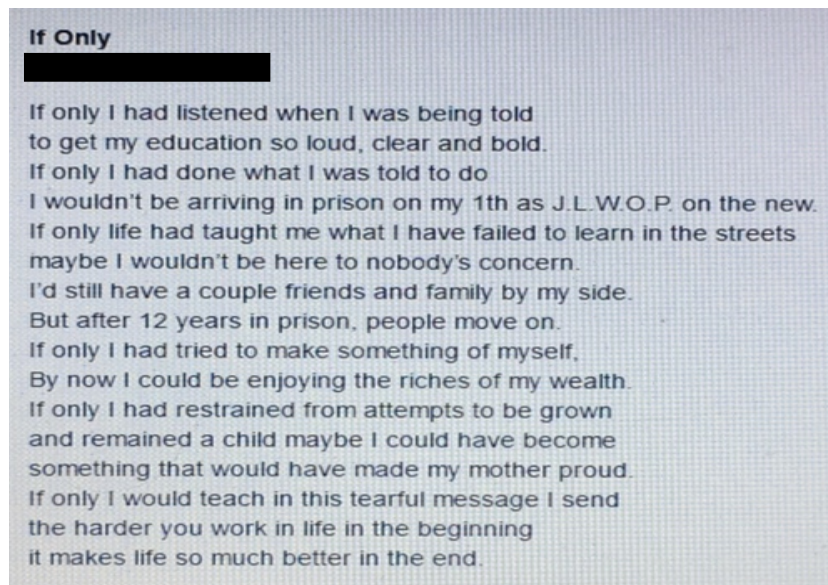 If Only
If only I had listened when I was being told
to get my education so loud, clear and bold.
If only I had done what I was told to do
I wouldn't be arriving in prison on my 1th as J.L.W.O.P. on the new.
If only life had taught me what I have failed to learn in the streets
maybe I wouldn't be here to nobody's concern.
I'd still have a couple friends and family by my side.
But after 12 years in prison, people move on.
If only I had tried to make something of myself,
By now I could be enjoying the riches of my wealth.
If only I had restrained from attempts to be grown
and remained a child maybe I could have become
something that would have made my mother proud.
If only I would teach in this tearful message I send
the harder you work in life in the beginning
it makes life so much better in the end.